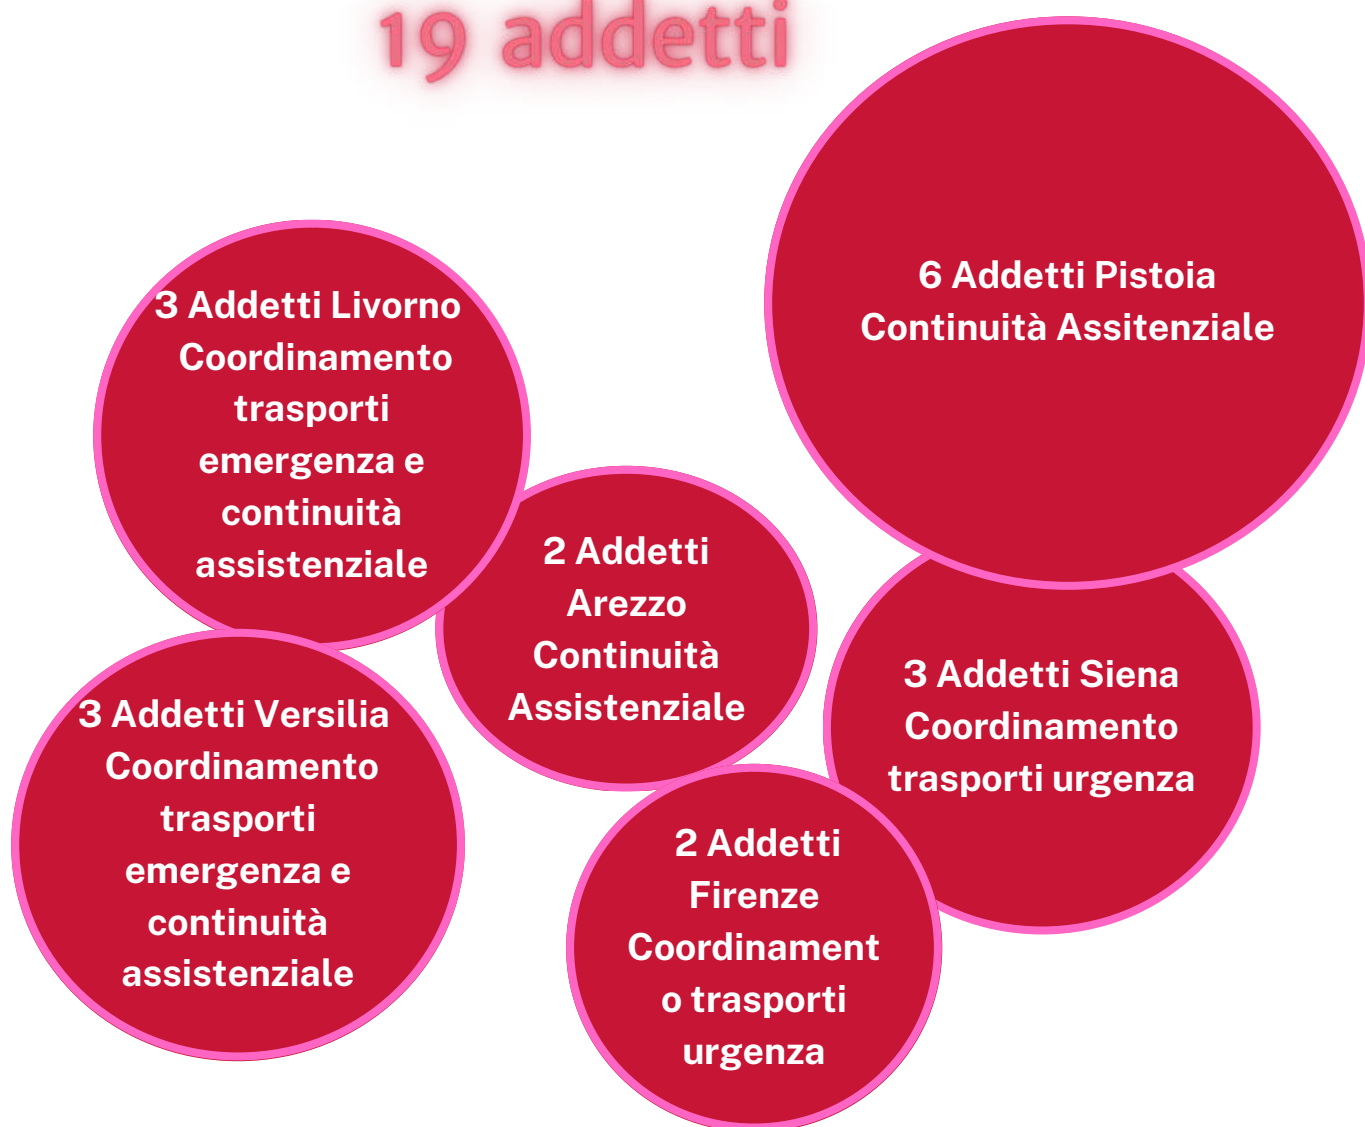 19 addetti
6 Addetti Pistoia
Continuità Assitenziale
3 Addetti Livorno
Coordinamento
trasporti
emergenza e
continuità
assistenziale
2 Addetti
Arezzo
Continuità
Assistenziale
3 Addetti Siena
Coordinamento
trasporti urgenza
3 Addetti Versilia
Coordinamento
trasporti
emergenza e
continuità
assistenziale
2 Addetti
Firenze
Coordinament
o trasporti
urgenza